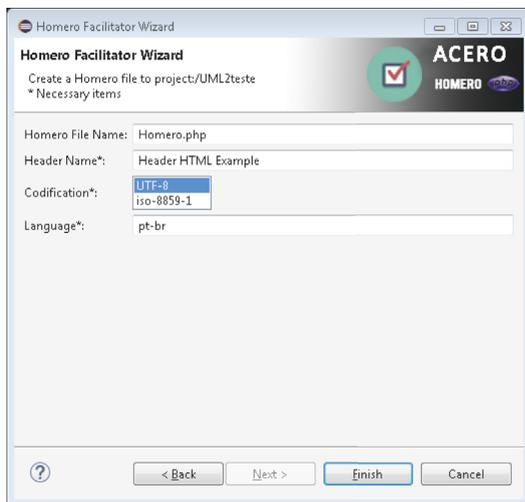 Homero Facilitator Wizard
Homero Facilitator Wizard
ACERO
Create a Homero file to project:/UML2teste
* Necessary items
HOMERO php
Homero File Name: Homero.php
Header Name*: Header HTML Example
Codification*: UTF-8
iso-8859-1
Language*: pt-br
?
< Back Next > Finish Cancel